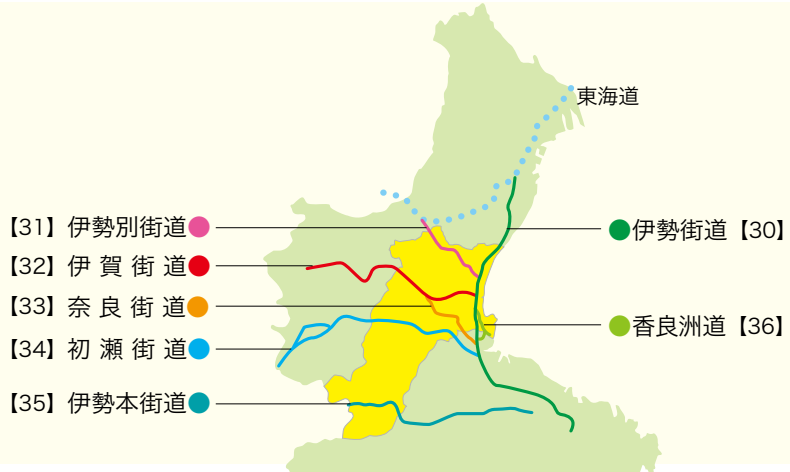 東海道
【31】伊勢別街道
【32】伊賀街道
【33】奈良街道
【34】初瀬街道
【35】伊勢本街道
伊勢街道【30】
香良洲道【36】